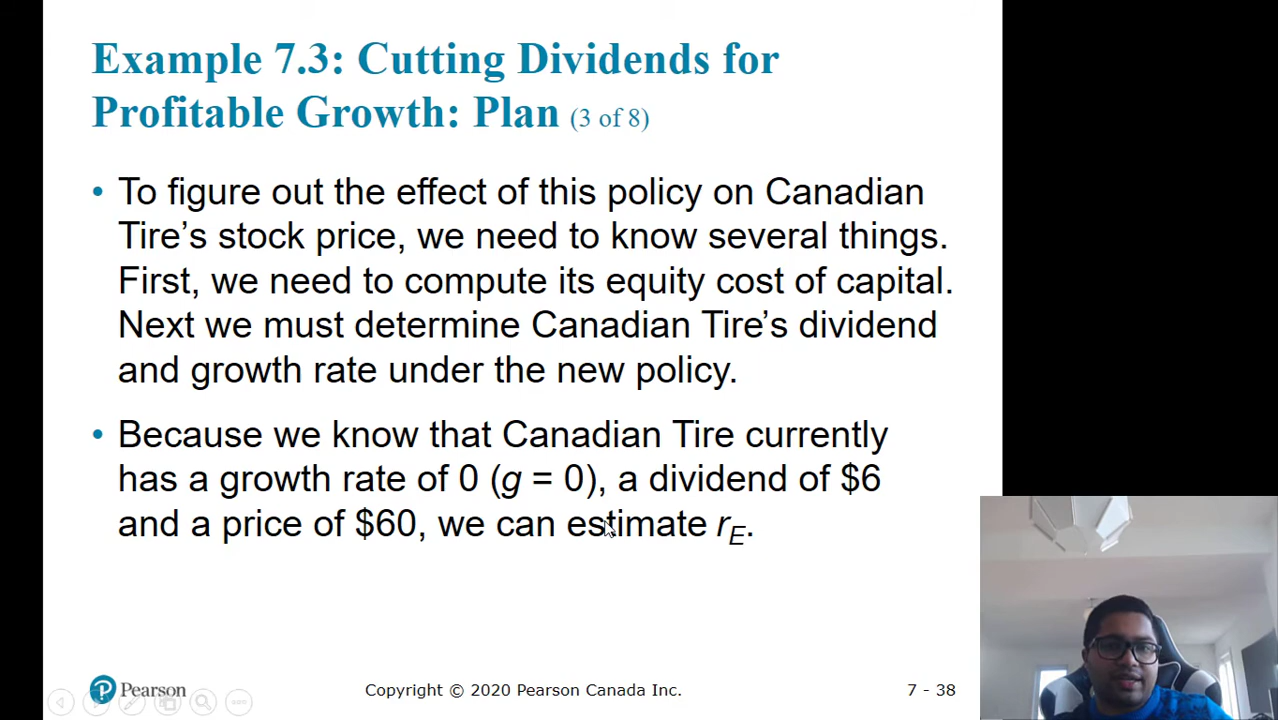 Example 7.3: Cutting Dividends for
Profitable Growth: Plan (3 of 8)
• To figure out the effect of this policy on Canadian
Tire’s stock price, we need to know several things.
First, we need to compute its equity cost of capital.
Next we must determine Canadian Tire’s dividend
and growth rate under the new policy.
• Because we know that Canadian Tire currently
has a growth rate of 0 (g = 0), a dividend of $6
and a price of $60, we can estimate rE.
P Pearson
Copyright © 2020 Pearson Canada Inc.
7 - 38